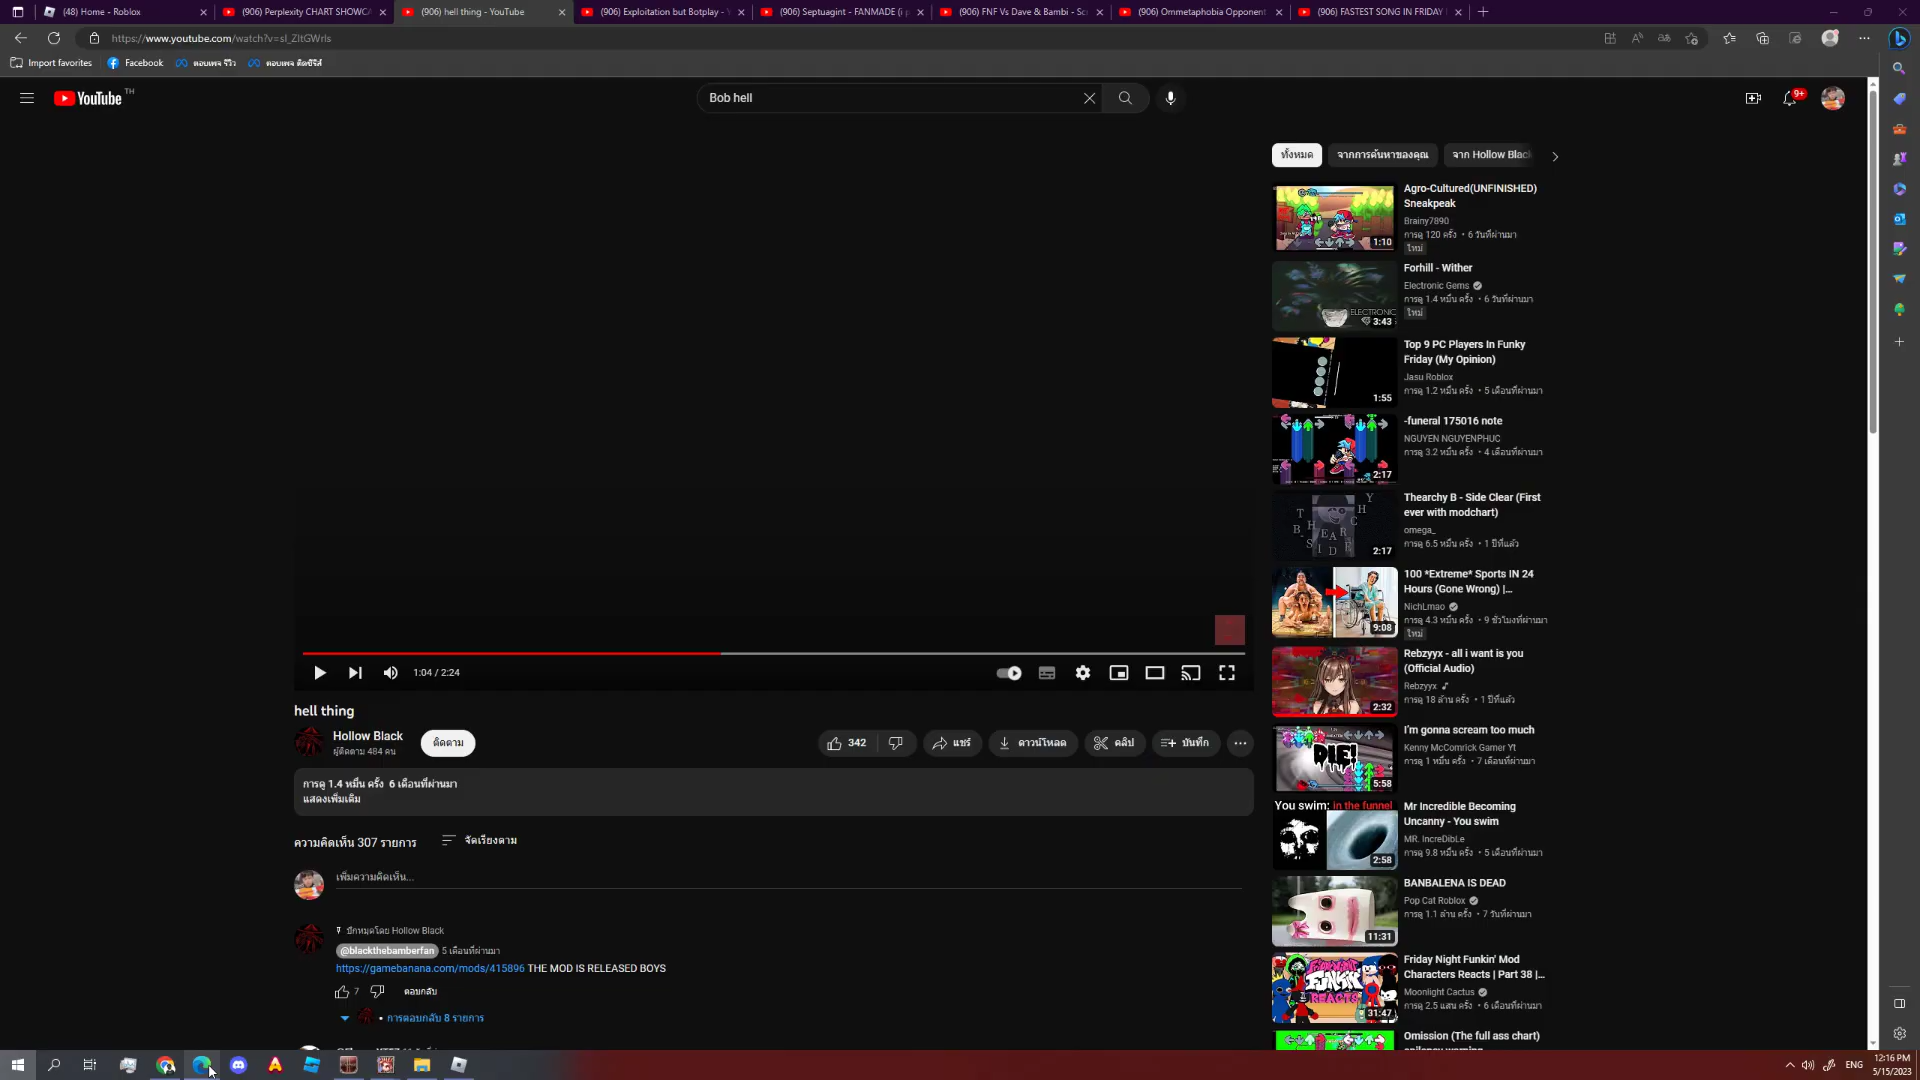 (48) Home - Roblox
(906) Perplexity CHART SHOWCA
(906) hell thing - YouTube
(906) Exploitation but Botplay - Y
(906) Septuagint - FANMADE (i p
(906) FNF Vs Dave & Bambi - Sc
(906) Ommetaphobia Opponent
(906) FASTEST SONG IN FRIDAY
https://www.youtube.com/watch?v=sl_ZltGWrls
Import favorites
Facebook
ตอบเพจ รีวิว
ตอบเพจ ติดซีรีส์
YouTube TH
Bob hell
9+
ทั้งหมด
จากการค้นหาของคุณ
จาก Hollow Black
Agro-Cultured(UNFINISHED)
Sneakpeak
Brainy7890
การดู 120 ครั้ง • 6 วันที่ผ่านมา
ใหม่
1:10
Forhill - Wither
Electronic Gems
การดู 1.4 หมื่น ครั้ง • 6 วันที่ผ่านมา
ใหม่
ELECTRONIC
3:43
Top 9 PC Players In Funky
Friday (My Opinion)
Jasu Roblox
การดู 1.2 หมื่น ครั้ง • 5 เดือนที่ผ่านมา
1:55
-funeral 175016 note
NGUYEN NGUYENPHUC
การดู 3.2 หมื่น ครั้ง • 4 เดือนที่ผ่านมา
2:17
Thearchy B - Side Clear (First
ever with modchart)
omega_
การดู 6.5 หมื่น ครั้ง • 1 ปีที่แล้ว
2:17
100 *Extreme* Sports IN 24
Hours (Gone Wrong) |...
NichLmao
การดู 4.3 หมื่น ครั้ง • 9 ชั่วโมงที่ผ่านมา
ใหม่
9:08
Rebzyyx - all i want is you
(Official Audio)
Rebzyyx
การดู 18 ล้าน ครั้ง • 1 ปีที่แล้ว
2:32
I'm gonna scream too much
Kenny McComrick Gamer Yt
การดู 1 หมื่น ครั้ง • 7 เดือนที่ผ่านมา
DIE!
5:58
You swim: in the funnel
Mr Incredible Becoming
Uncanny - You swim
MR. IncreDibLe
การดู 9.8 หมื่น ครั้ง • 5 เดือนที่ผ่านมา
2:58
BANBALENA IS DEAD
Pop Cat Roblox
การดู 1.1 ล้าน ครั้ง • 7 วันที่ผ่านมา
11:31
Friday Night Funkin' Mod
Characters Reacts | Part 38 |...
Moonlight Cactus
การดู 2.5 แสน ครั้ง • 6 เดือนที่ผ่านมา
31:47
Omission (The full ass chart)
1:04 / 2:24
hell thing
Hollow Black
ผู้ติดตาม 484 คน
ติดตาม
342
แชร์
ดาวน์โหลด
คลิป
บันทึก
การดู 1.4 หมื่น ครั้ง 6 เดือนที่ผ่านมา
แสดงเพิ่มเติม
ความคิดเห็น 307 รายการ
จัดเรียงตาม
เพิ่มความคิดเห็น...
ปักหมุดโดย Hollow Black
@blackthebamberfan 5 เดือนที่ผ่านมา
https://gamebanana.com/mods/415896 THE MOD IS RELEASED BOYS
7
ตอบกลับ
• การตอบกลับ 8 รายการ
ENG
12:16 PM
5/15/2023